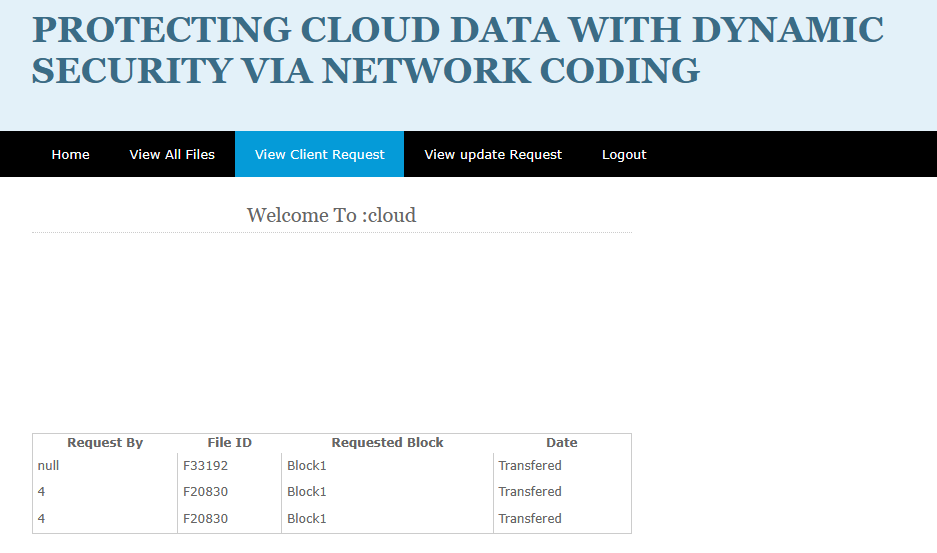 PROTECTING CLOUD DATA WITH DYNAMIC
SECURITY VIA NETWORK CODING
Home View All Files View Client Request View update Request Logout
Welcome To :cloud
Request By File ID Requested Block Date
null F33192 Block1 Transfered
4 F20830 Block1 Transfered
4 F20830 Block1 Transfered